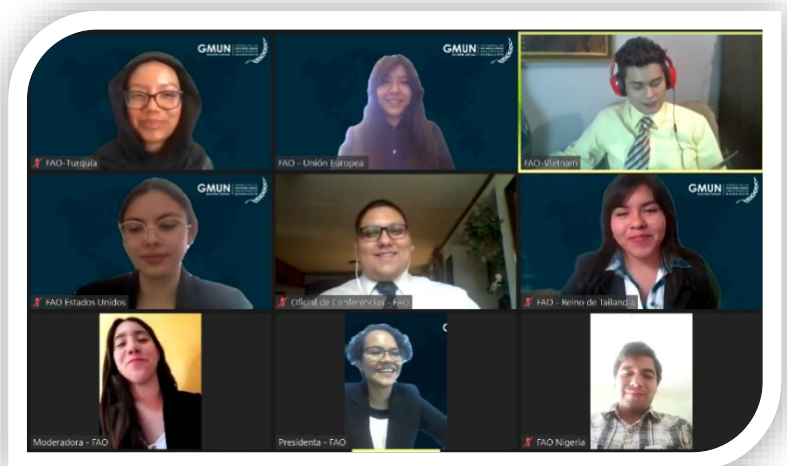 GMUN
GMUN
FAO-Turquía
FAO - Unión Europea
FAO-Vietnam
GMUN
GMUN
FAO Estados Unidos
Oficial de Conferencias - FAO
FAO - Reino de Tailandia
Moderadora - FAO
Presidenta - FAO
FAO Nigeria